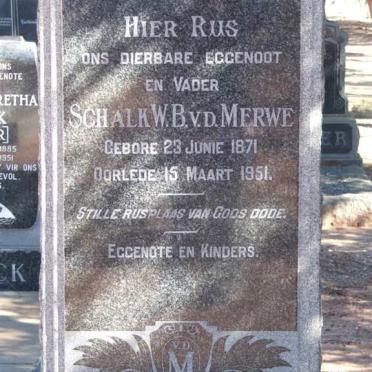 HIER RUS
ONS DIERBARE EGGENOOT
EN VADER
SCHALK W.B. V.D. MERWE
GEBORE 23 JUNIE 1871
OORLEDE 15 MAART 1951.
STILLE RUSPLAAS VAN GODS DODE.
EGGENOTE EN KINDERS.
V.D.
M